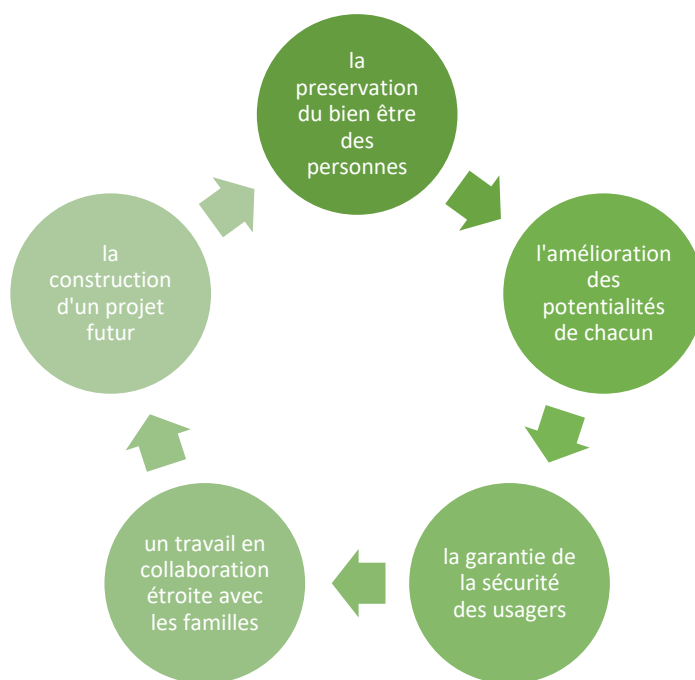 la
preservation
du bien être
des
personnes
l'amélioration
des
potentialités
de chacun
la garantie de
la sécurité
des usagers
un travail en
collaboration
étroite avec
les familles
la
construction
d'un projet
futur